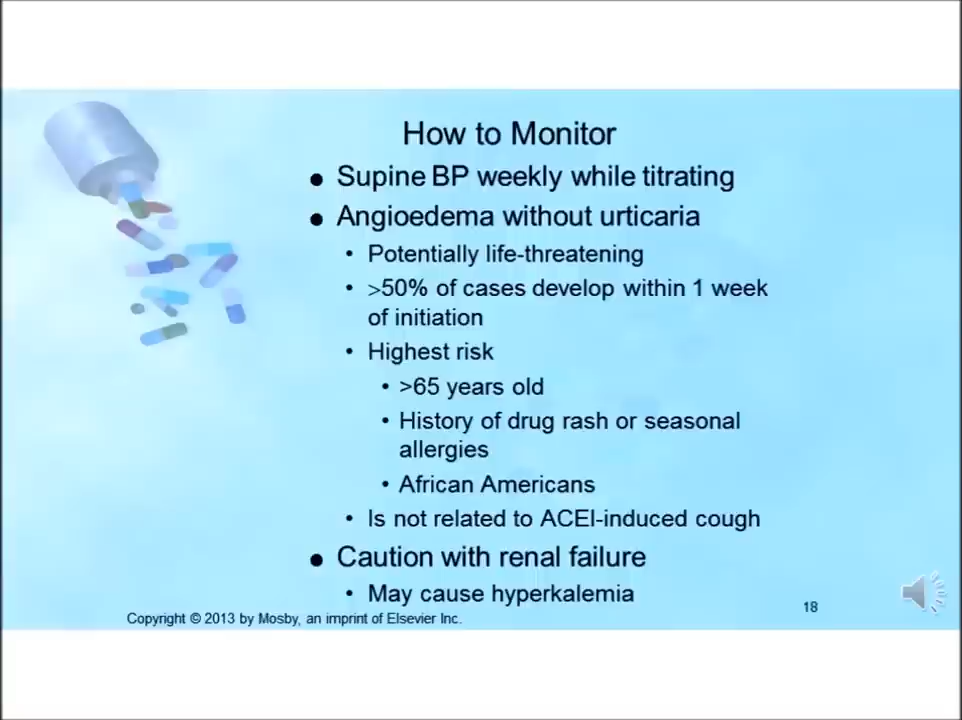 How to Monitor
● Supine BP weekly while titrating
● Angioedema without urticaria
• Potentially life-threatening
• >50% of cases develop within 1 week
of initiation
• Highest risk
• >65 years old
• History of drug rash or seasonal
allergies
• African Americans
• Is not related to ACEI-induced cough
● Caution with renal failure
• May cause hyperkalemia
Copyright © 2013 by Mosby, an imprint of Elsevier Inc.
18